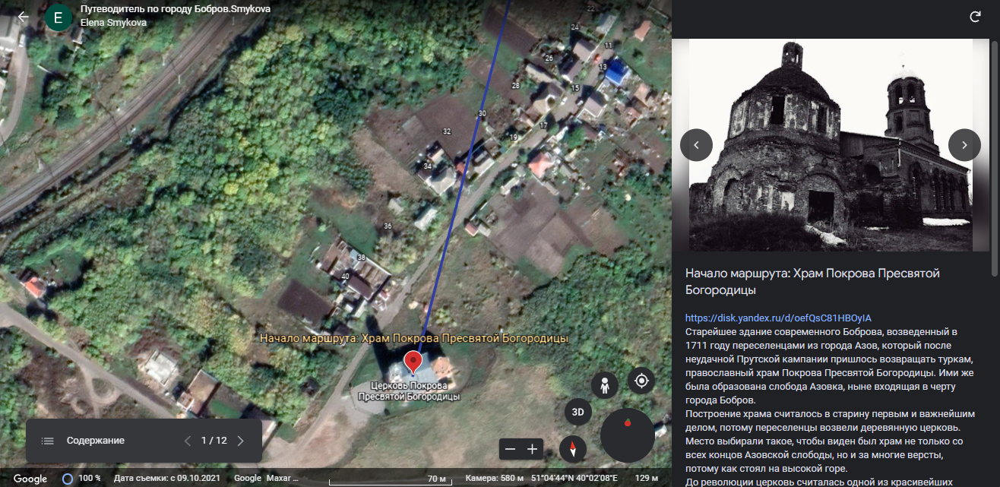 Путеводитель по городу Бобров.Smykova
E
Elena Smykova
22
24
11
26
13
28
15
30
17
32
19
34
36
38
40
Начало маршрута: Храм Покрова Пресвятой Богородицы
Церковь Покрова
Пресвятой Богородицы
3D
Содержание
1 / 12
Google
100 %
Дата съемки: с 09.10.2021
Google
Maxar ...
70 м
Камера: 580 м
51°04'44"N 40°02'08"E
129 м
Начало маршрута: Храм Покрова Пресвятой
Богородицы
https://disk.yandex.ru/d/oefQsC81HBOyIA
Старейшее здание современного Боброва, возведенный в
1711 году переселенцами из города Азов, который после
неудачной Прутской кампании пришлось возвращать туркам,
православный храм Покрова Пресвятой Богородицы. Ими же
была образована слобода Азовка, ныне входящая в черту
города Бобров.
Построение храма считалось в старину первым и важнейшим
делом, потому переселенцы возвели деревянную церковь.
Место выбирали такое, чтобы виден был храм не только со
всех концов Азовской слободы, но и за многие версты,
потому как стоял на высокой горе.
До революции церковь считалась одной из красивейших